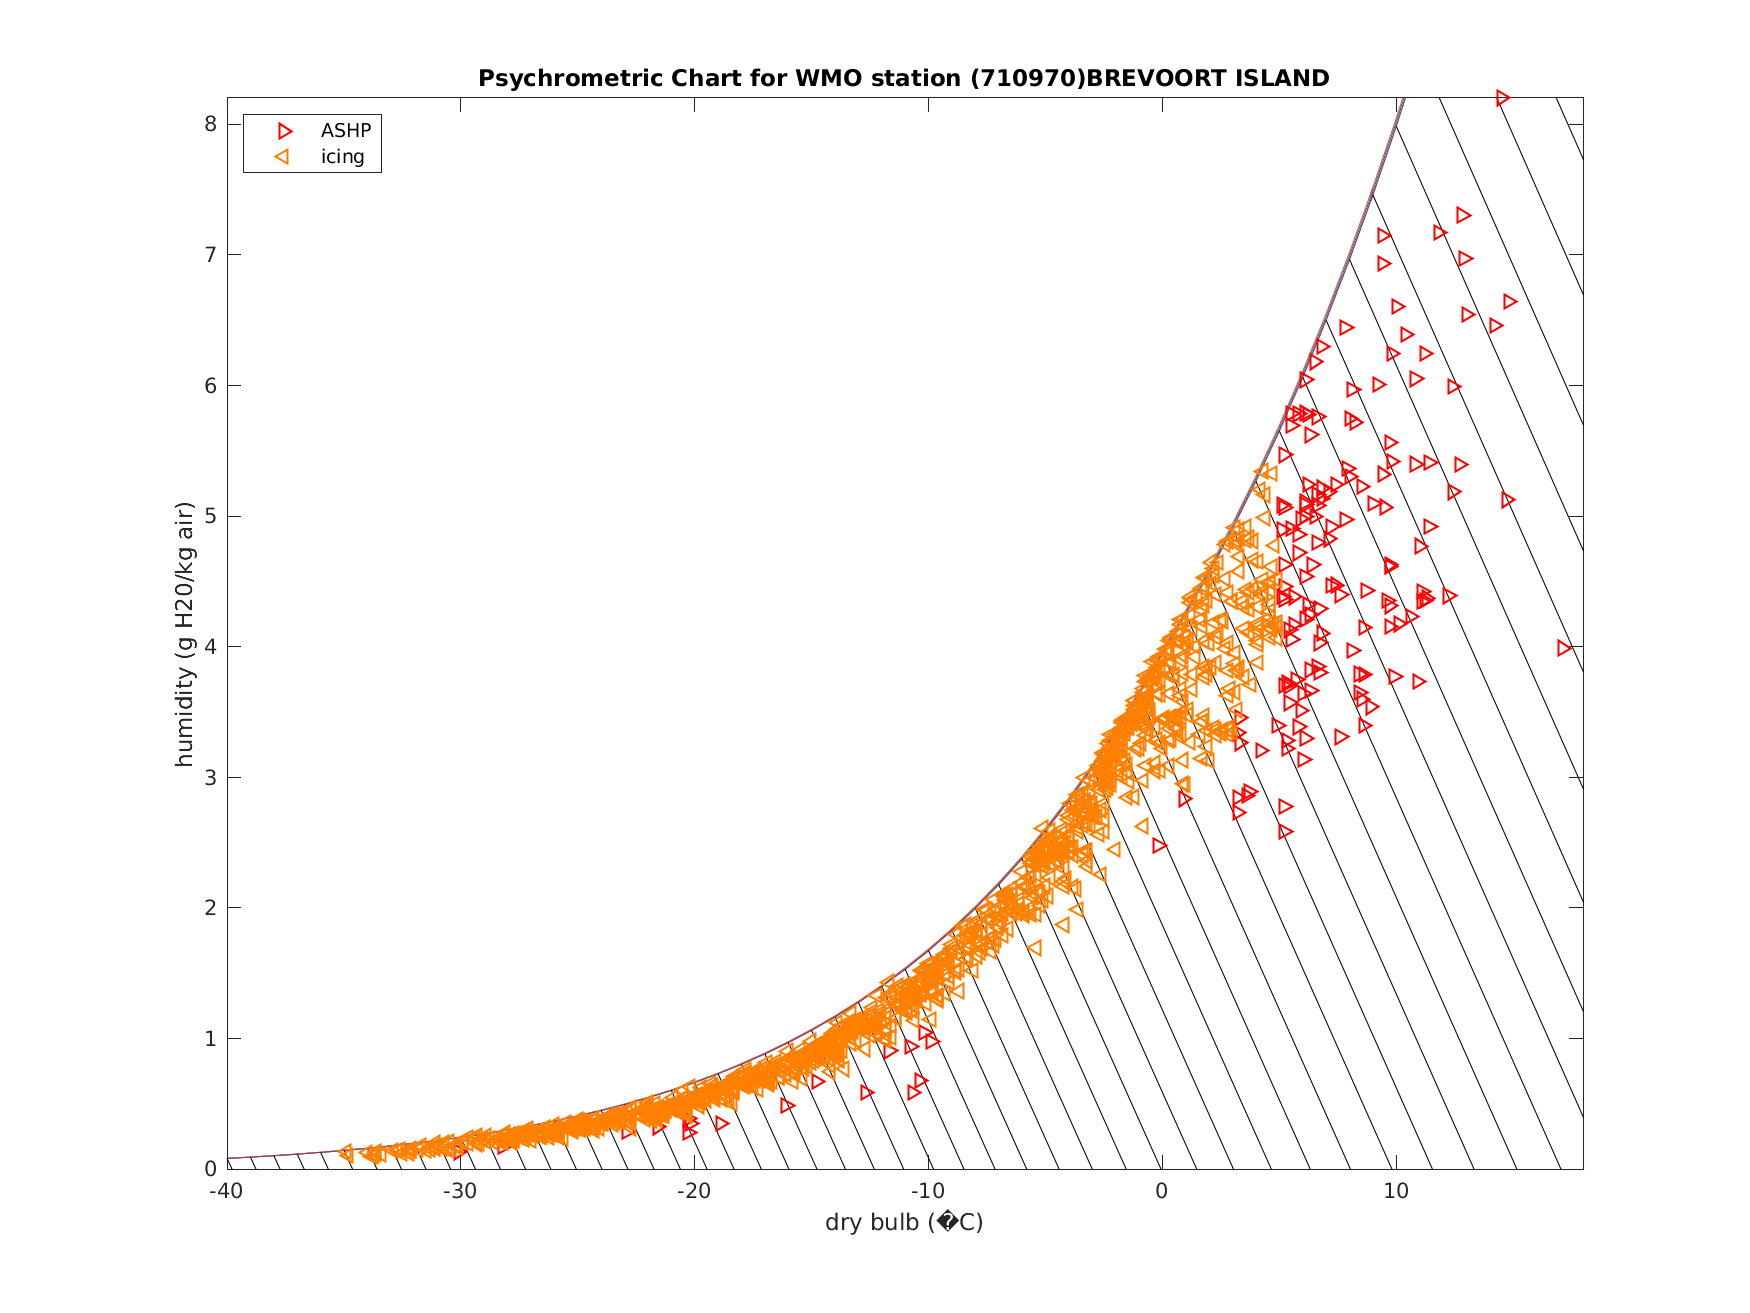 Psychrometric Chart for WMO station (710970)BREVOORT ISLAND
ASHP
icing
8
7
6
5
4
3
2
1
0
humidity (g H20/kg air)
-40 -30 -20 -10 0 10
dry bulb (�C)